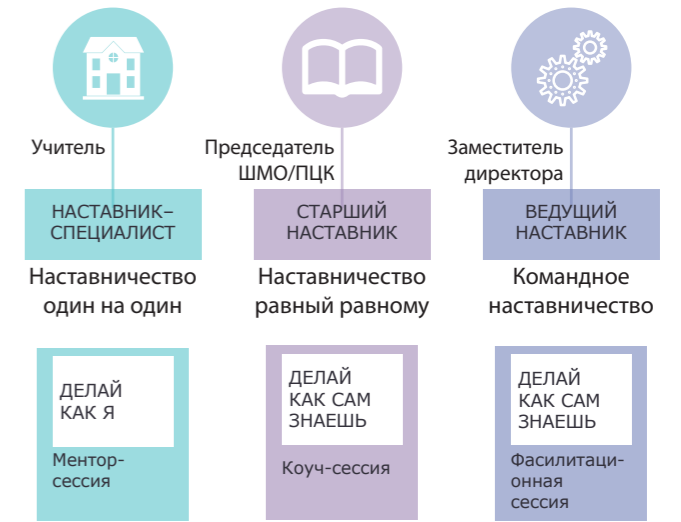 Учитель
НАСТАВНИК–
СПЕЦИАЛИСТ
Наставничество
один на один
ДЕЛАЙ
КАК Я
Ментор-
сессия
Председатель
ШМО/ПЦК
СТАРШИЙ
НАСТАВНИК
Наставничество
равный равному
ДЕЛАЙ
КАК САМ
ЗНАЕШЬ
Коуч-сессия
Заместитель
директора
ВЕДУЩИЙ
НАСТАВНИК
Командное
наставничество
ДЕЛАЙ
КАК САМ
ЗНАЕШЬ
Фасилитаци-
онная
сессия